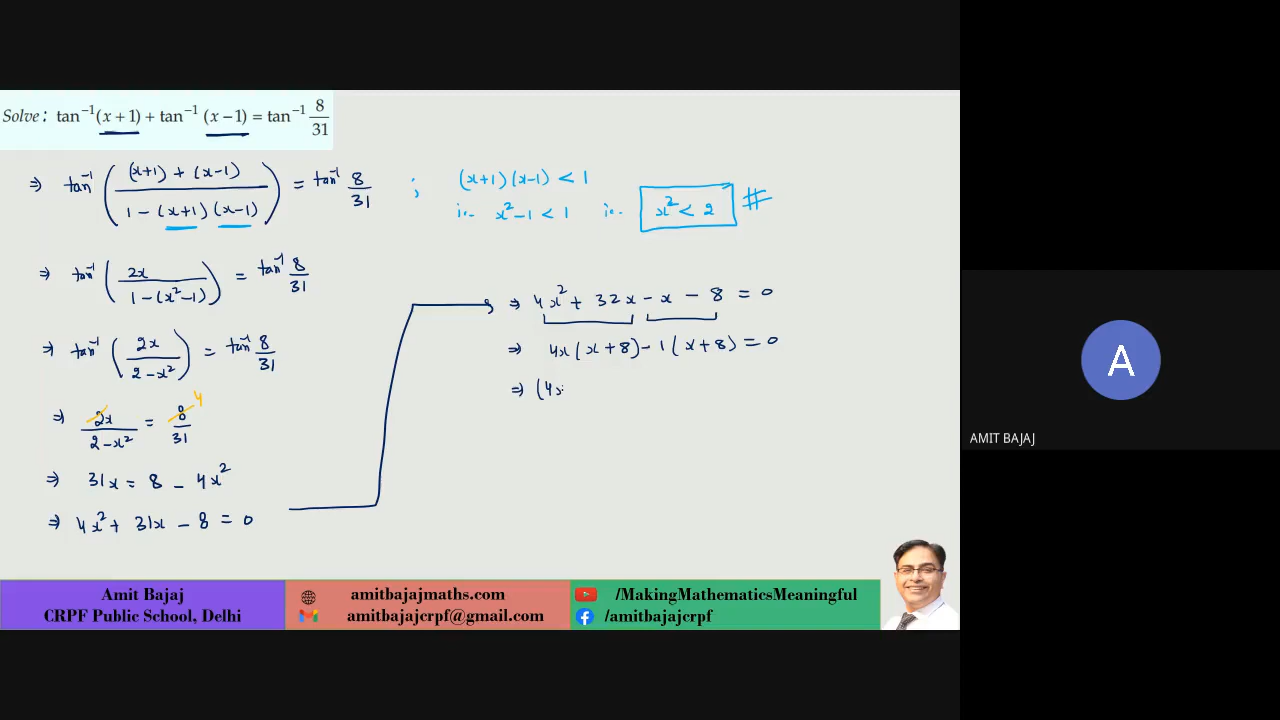 Solve: tan⁻¹(x + 1) + tan⁻¹ (x − 1) = tan⁻¹ 8/31
⇒ tan⁻¹ ( ((x+1) + (x-1)) / (1 - (x+1)(x-1)) ) = tan⁻¹ 8/31 ; (x+1)(x-1) < 1
i.e. x² - 1 < 1 i.e. x² < 2 #
⇒ tan⁻¹ ( 2x / (1 - (x²-1)) ) = tan⁻¹ 8/31
⇒ tan⁻¹ ( 2x / (2 - x²) ) = tan⁻¹ 8/31
⇒ 2x / (2 - x²) = 8/31 4
⇒ 31x = 8 - 4x²
⇒ 4x² + 31x - 8 = 0
⇒ 4x² + 32x - x - 8 = 0
⇒ 4x(x+8) - 1(x+8) = 0
⇒ (4x
A
AMIT BAJAJ
Amit Bajaj
CRPF Public School, Delhi
amitbajajmaths.com
amitbajajcrpf@gmail.com
/MakingMathematicsMeaningful
/amitbajajcrpf